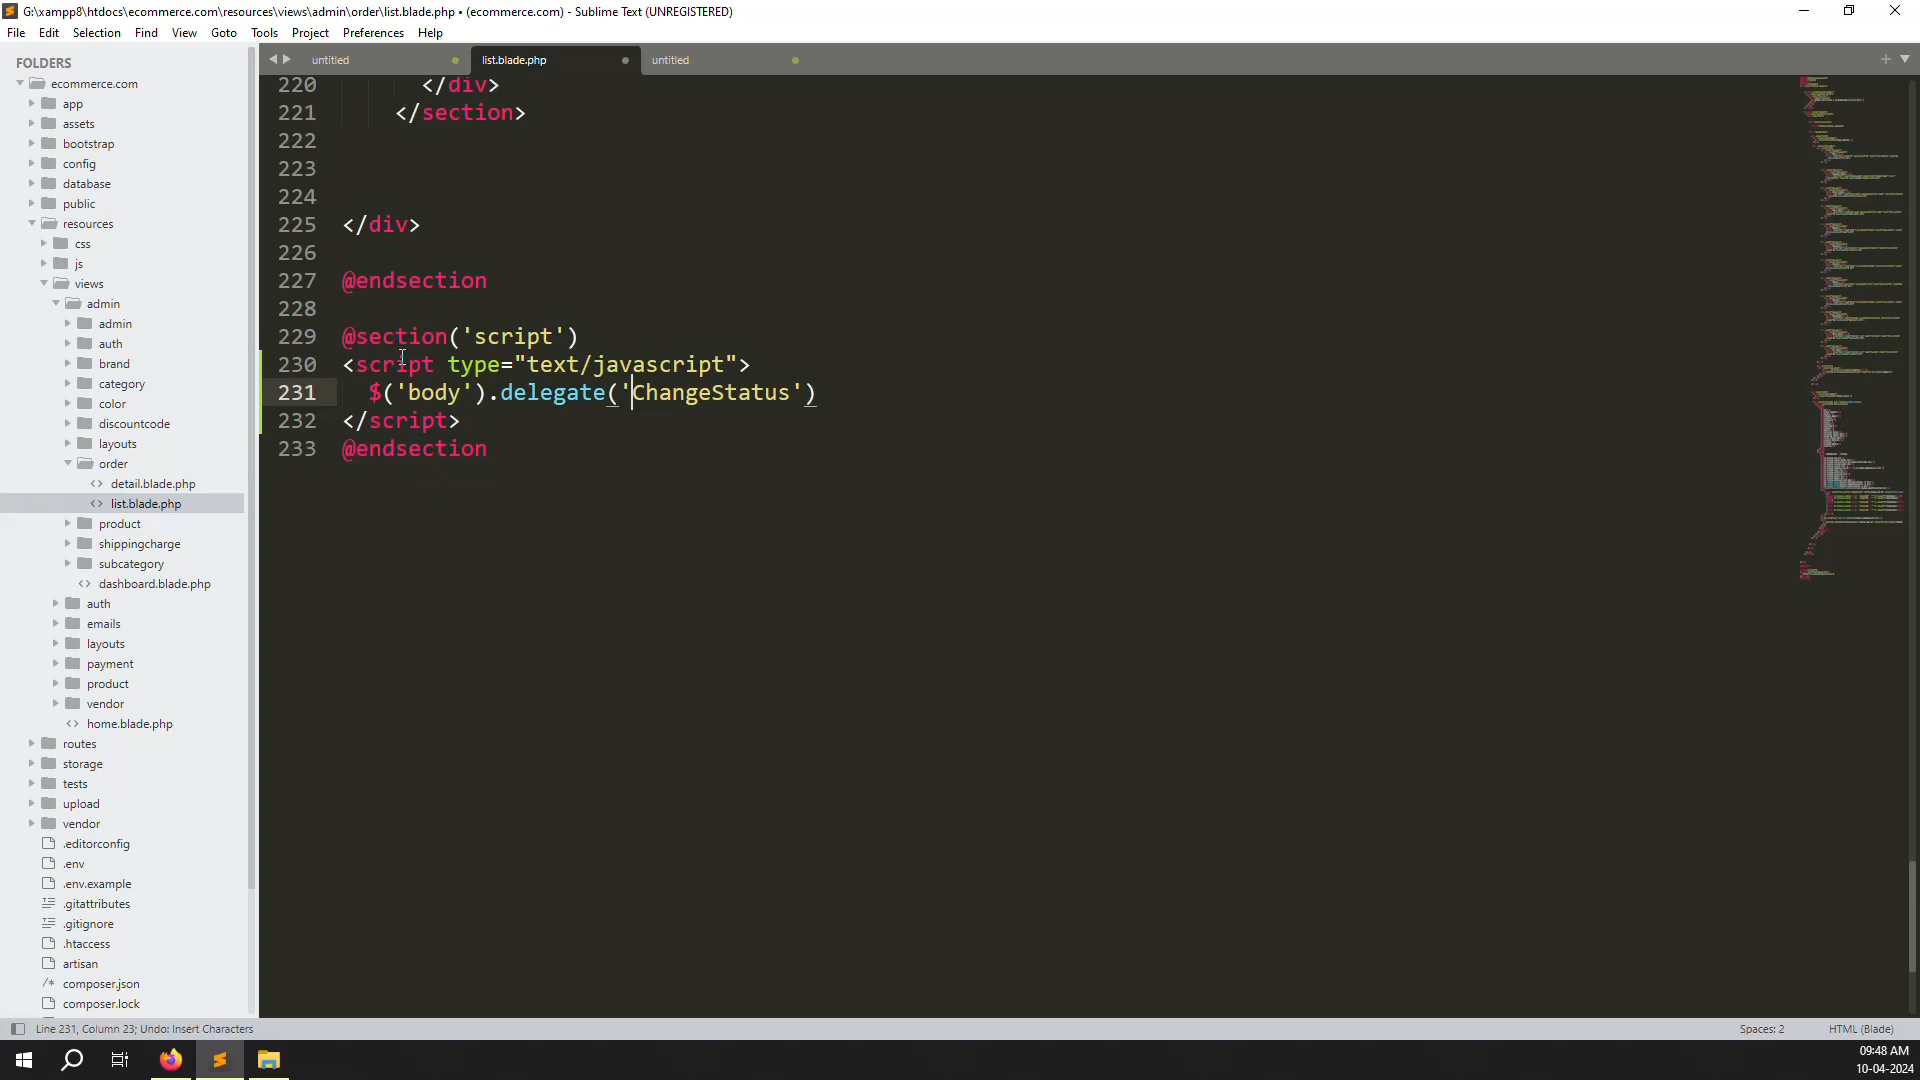 G:\xampp8\htdocs\ecommerce.com\resources\views\admin\order\list.blade.php • (ecommerce.com) - Sublime Text (UNREGISTERED)
File Edit Selection Find View Goto Tools Project Preferences Help
FOLDERS
ecommerce.com
app
assets
bootstrap
config
database
public
resources
css
js
views
admin
admin
auth
brand
category
color
discountcode
layouts
order
detail.blade.php
list.blade.php
product
shippingcharge
subcategory
dashboard.blade.php
auth
emails
layouts
payment
product
vendor
home.blade.php
routes
storage
tests
upload
vendor
.editorconfig
.env
.env.example
.gitattributes
.gitignore
.htaccess
artisan
composer.json
composer.lock
untitled list.blade.php untitled
220 </div>
221 </section>
222
223
224
225 </div>
226
227 @endsection
228
229 @section('script')
230 <script type="text/javascript">
231 $('body').delegate('ChangeStatus')
232 </script>
233 @endsection
Line 231, Column 23; Undo: Insert Characters Spaces: 2 HTML (Blade)
09:48 AM
10-04-2024